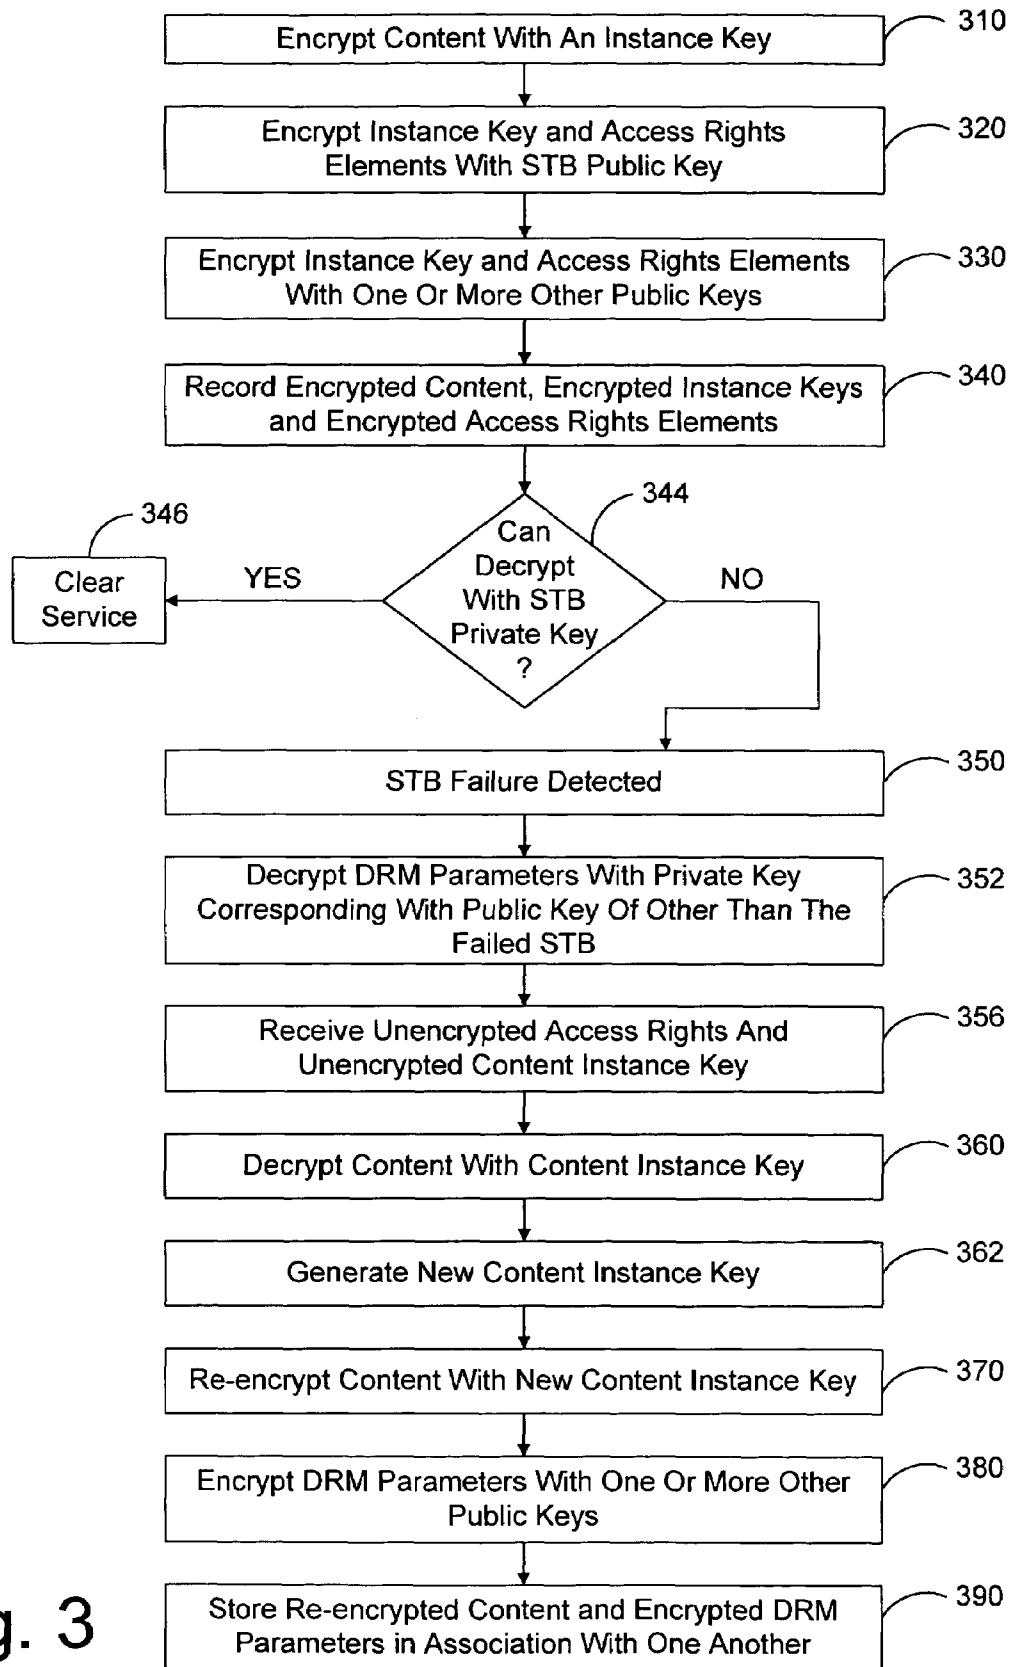 Encrypt Content With An Instance Key
310
Encrypt Instance Key and Access Rights
Elements With STB Public Key
320
Encrypt Instance Key and Access Rights Elements
With One Or More Other Public Keys
330
Record Encrypted Content, Encrypted Instance Keys
and Encrypted Access Rights Elements
340
344
Can
Decrypt
With STB
Private Key
?
346
YES
NO
Clear
Service
STB Failure Detected
350
Decrypt DRM Parameters With Private Key
Corresponding With Public Key Of Other Than The
Failed STB
352
Receive Unencrypted Access Rights And
Unencrypted Content Instance Key
356
Decrypt Content With Content Instance Key
360
Generate New Content Instance Key
362
Re-encrypt Content With New Content Instance Key
370
Encrypt DRM Parameters With One Or More Other
Public Keys
380
Store Re-encrypted Content and Encrypted DRM
Parameters in Association With One Another
390
g. 3